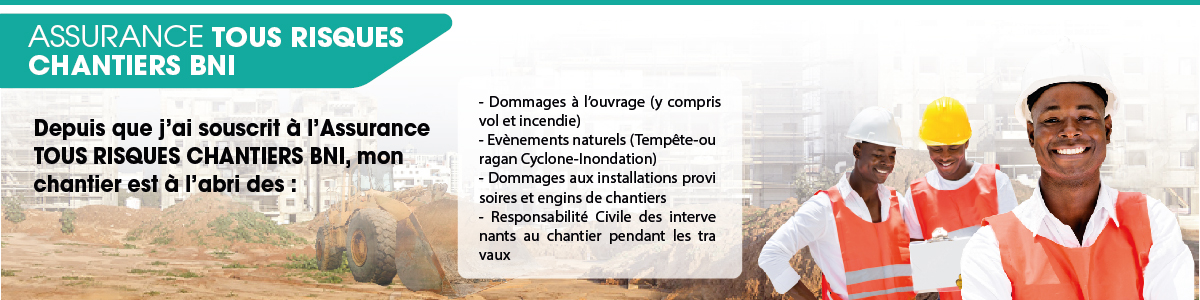 ASSURANCE TOUS RISQUES
CHANTIERS BNI
Depuis que j’ai souscrit à l’Assurance
TOUS RISQUES CHANTIERS BNI, mon
chantier est à l’abri des :
- Dommages à l’ouvrage (y compris
vol et incendie)
- Evènements naturels (Tempête-ou
ragan Cyclone-Inondation)
- Dommages aux installations provi
soires et engins de chantiers
- Responsabilité Civile des interve
nants au chantier pendant les tra
vaux